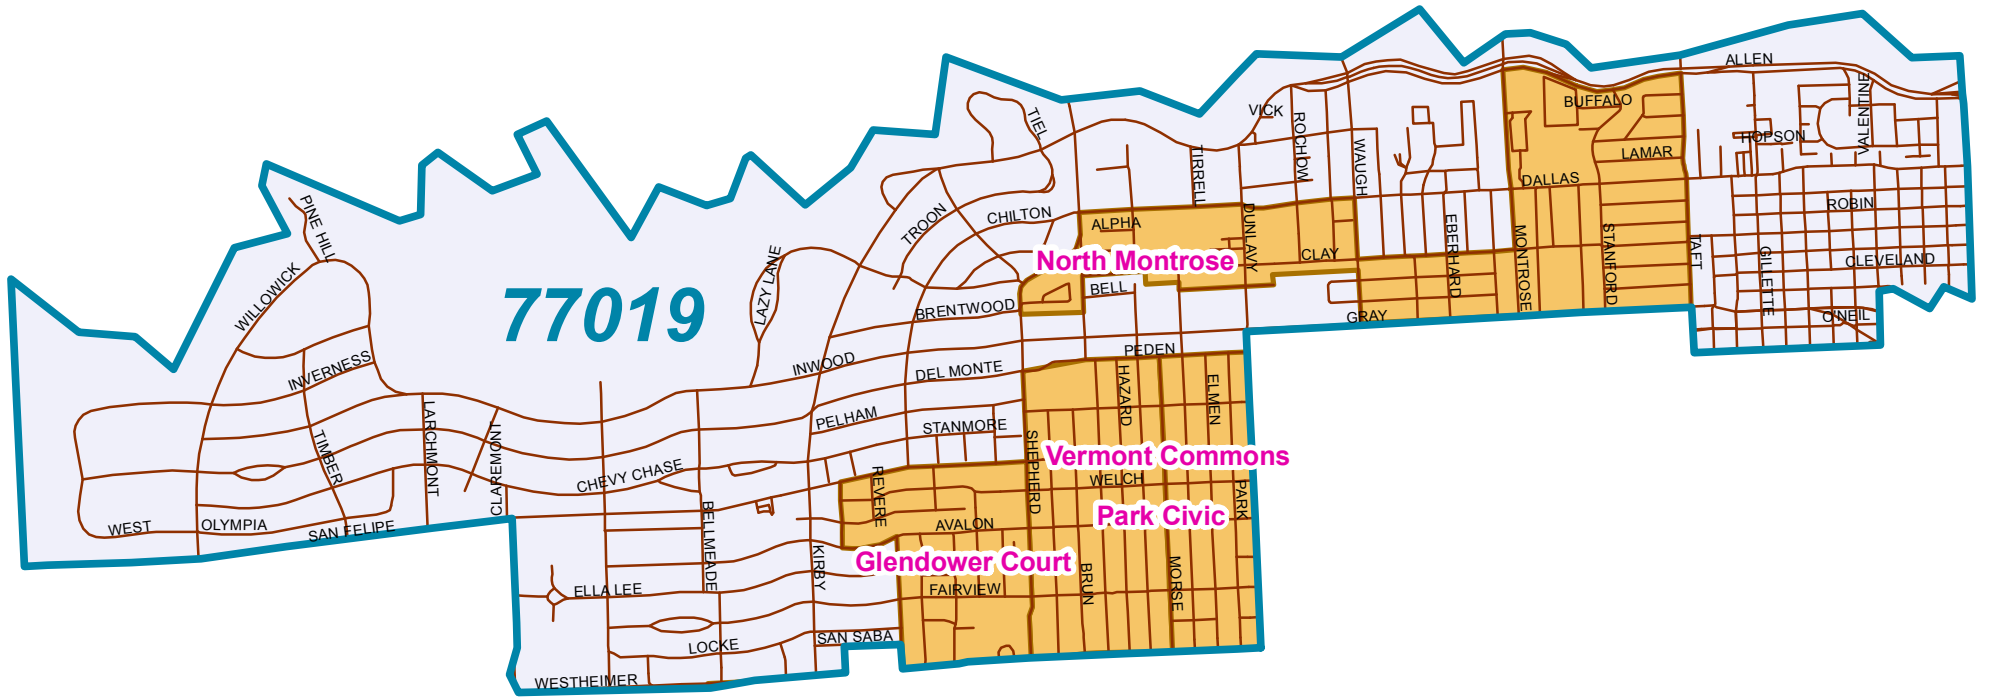 ALLEN
BUFFALO
VALENTINE
VICK
TIEL
ROCHOW
HOPSON
WAUGH
LAMAR
TIRRELL
DALLAS
PINE HILL
TROON
CHILTON
ALPHA
DUNLAVY
EBERHARD
MONTROSE
STANFORD
ROBIN
TAFT
GILLETTE
CLAY
CLEVELAND
North Montrose
WILLOWICK
LAZY LANE
BELL
77019
BRENTWOOD
GRAY
O'NEIL
PEDEN
INVERNESS
INWOOD
DEL MONTE
HAZARD
ELMEN
PELHAM
STANMORE
LARCHMONT
TIMBER
CLAREMONT
SHEPHERD
Vermont Commons
CHEVY CHASE
REVERE
WELCH
PARK
Park Civic
WEST
OLYMPIA
SAN FELIPE
BELLMEADE
AVALON
KIRBY
Glendower Court
ELLA LEE
FAIRVIEW
BRUN
MORSE
LOCKE
SAN SABA
WESTHEIMER